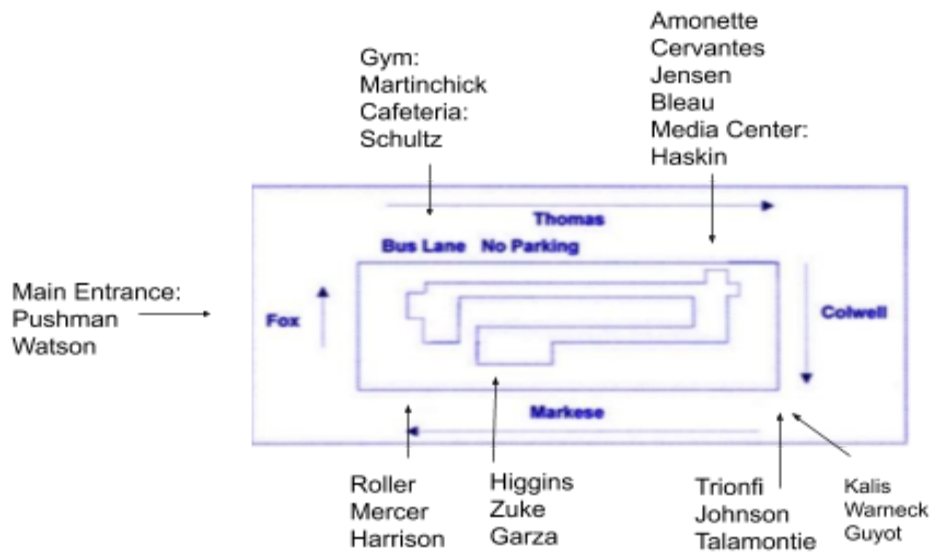 Gym:
Martinchick
Cafeteria:
Schultz
Amonette
Cervantes
Jensen
Bleau
Media Center:
Haskin
Thomas
Bus Lane No Parking
Main Entrance:
Pushman
Watson
Fox
Colwell
Markese
Roller
Mercer
Harrison
Higgins
Zuke
Garza
Trionfi
Johnson
Talamontie
Kalis
Warneck
Guyot